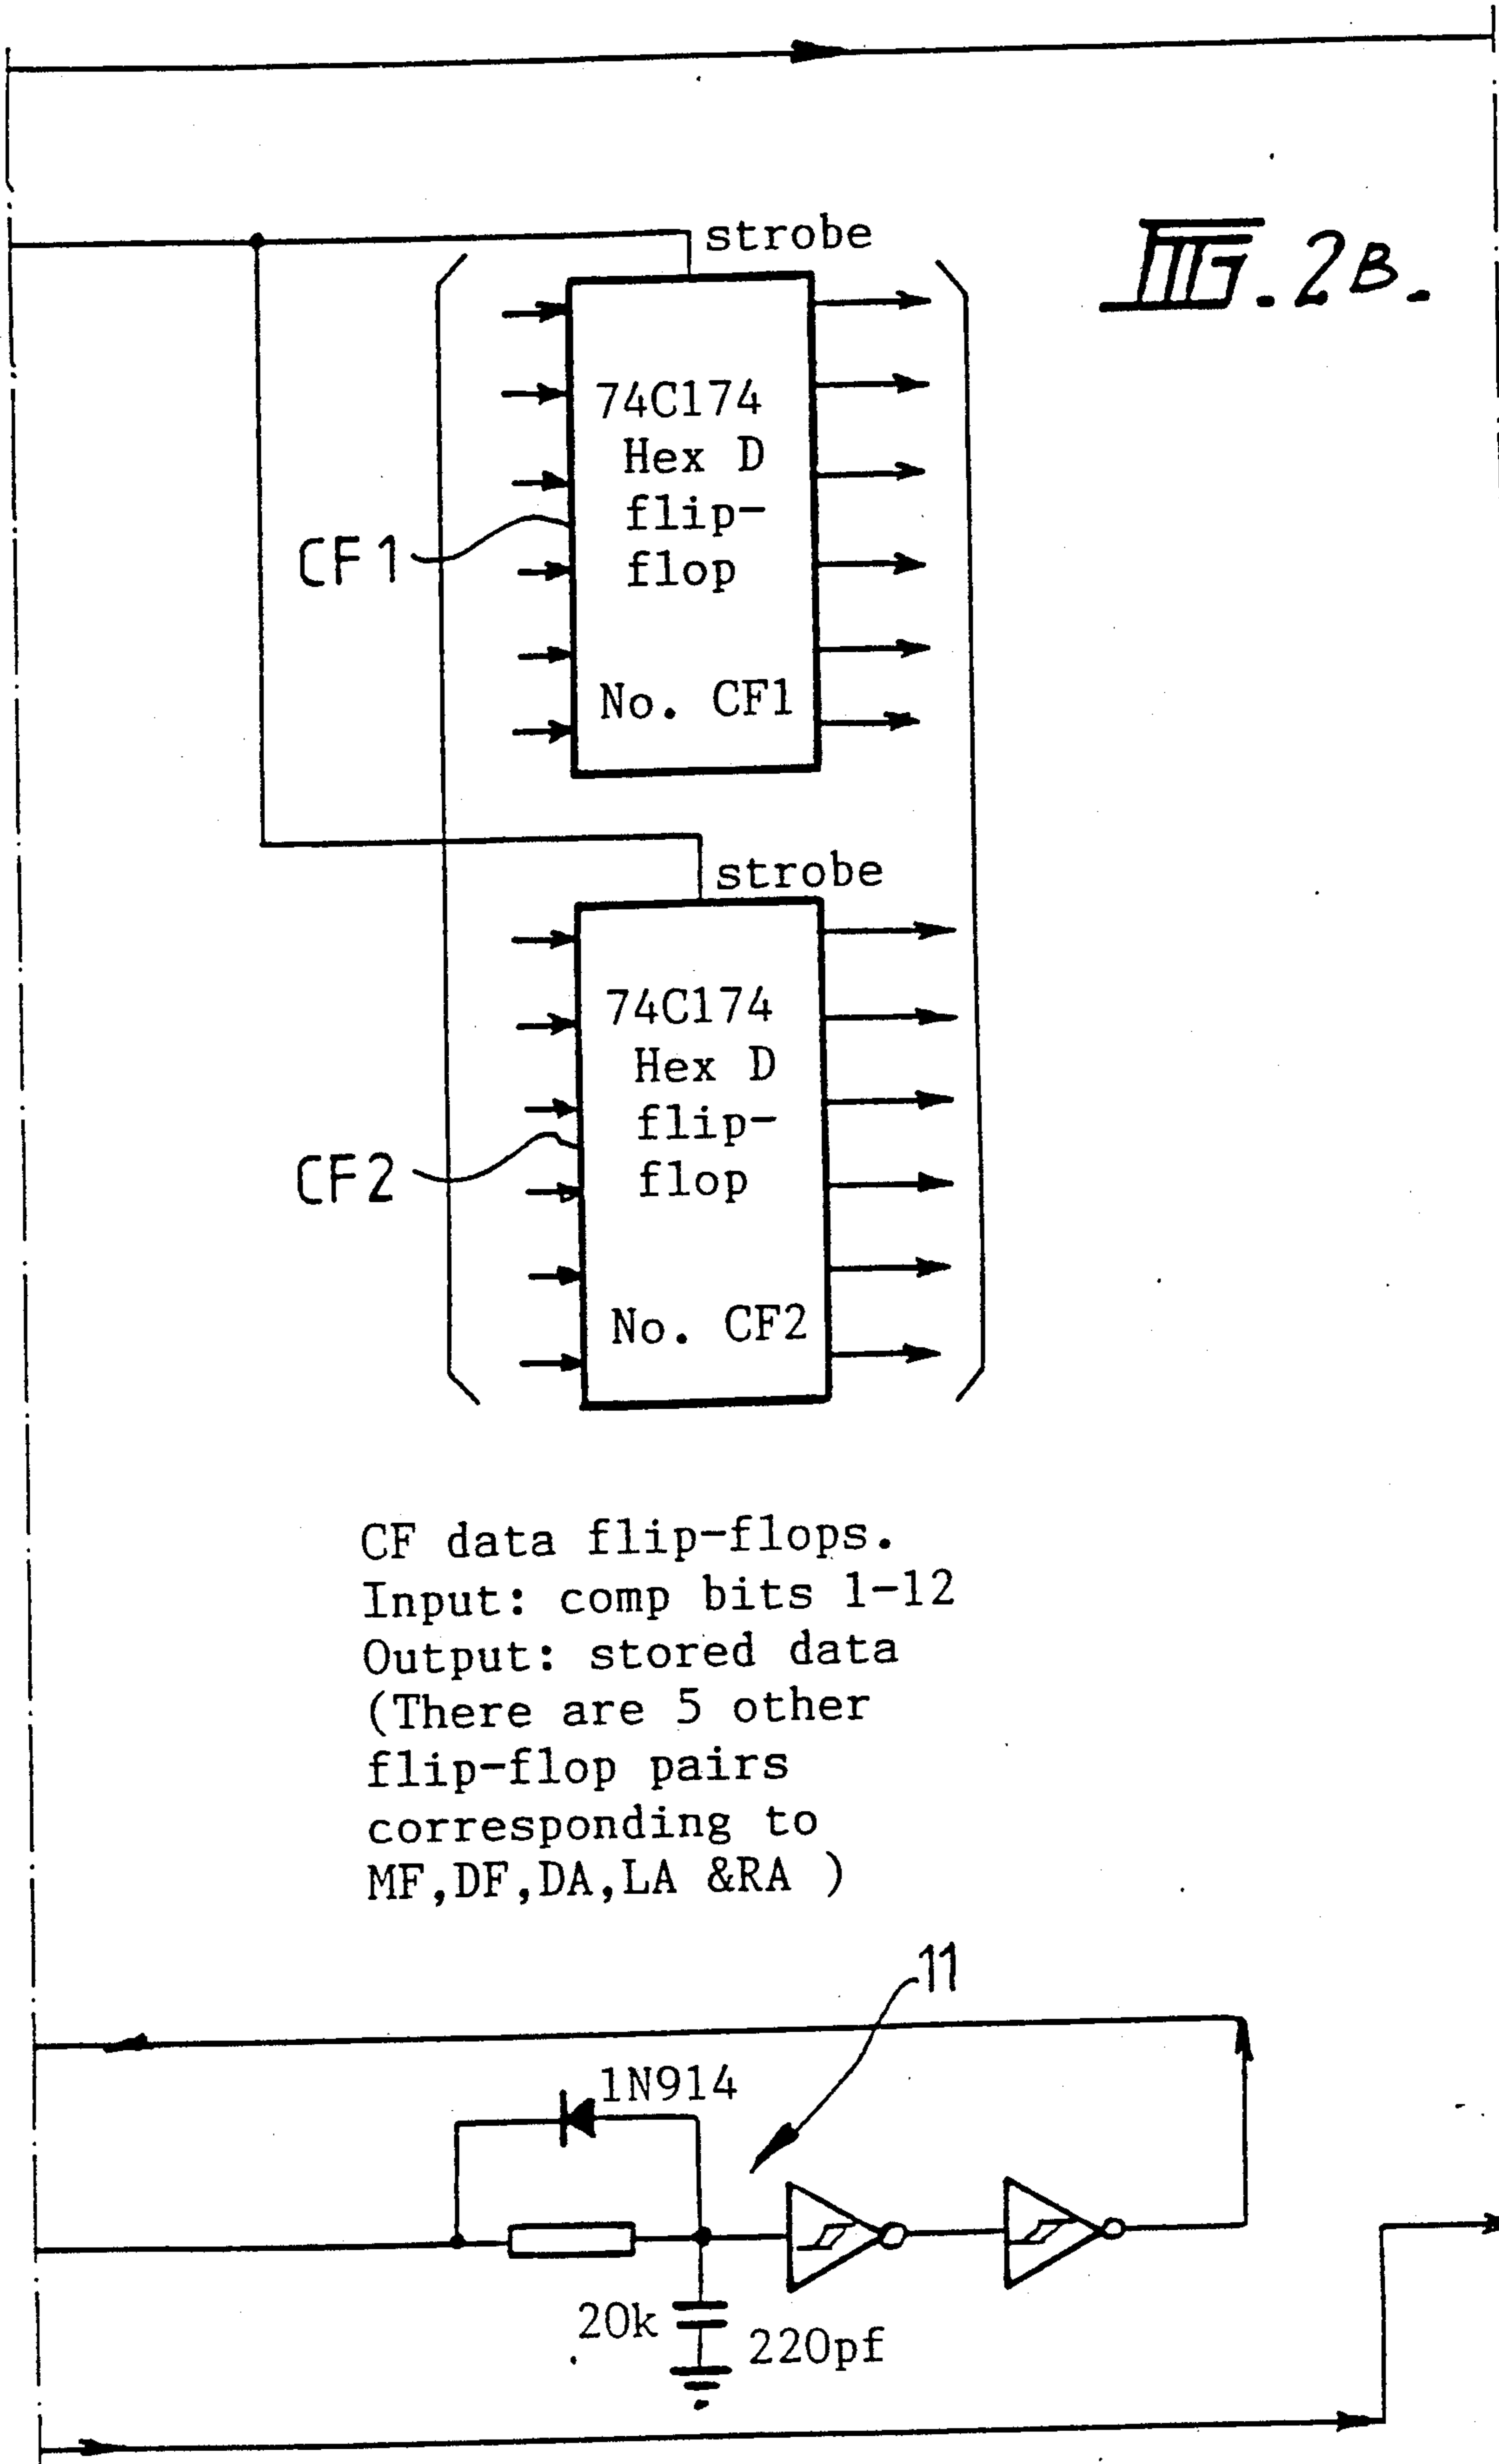 FIG. 2B.
strobe
74C174
Hex D
flip-
flop
CF1
No. CF1
strobe
74C174
Hex D
flip-
flop
CF2
No. CF2
CF data flip-flops.
Input: comp bits 1-12
Output: stored data
(There are 5 other
flip-flop pairs
corresponding to
MF,DF,DA,LA &RA )
11
1N914
20k
220pf